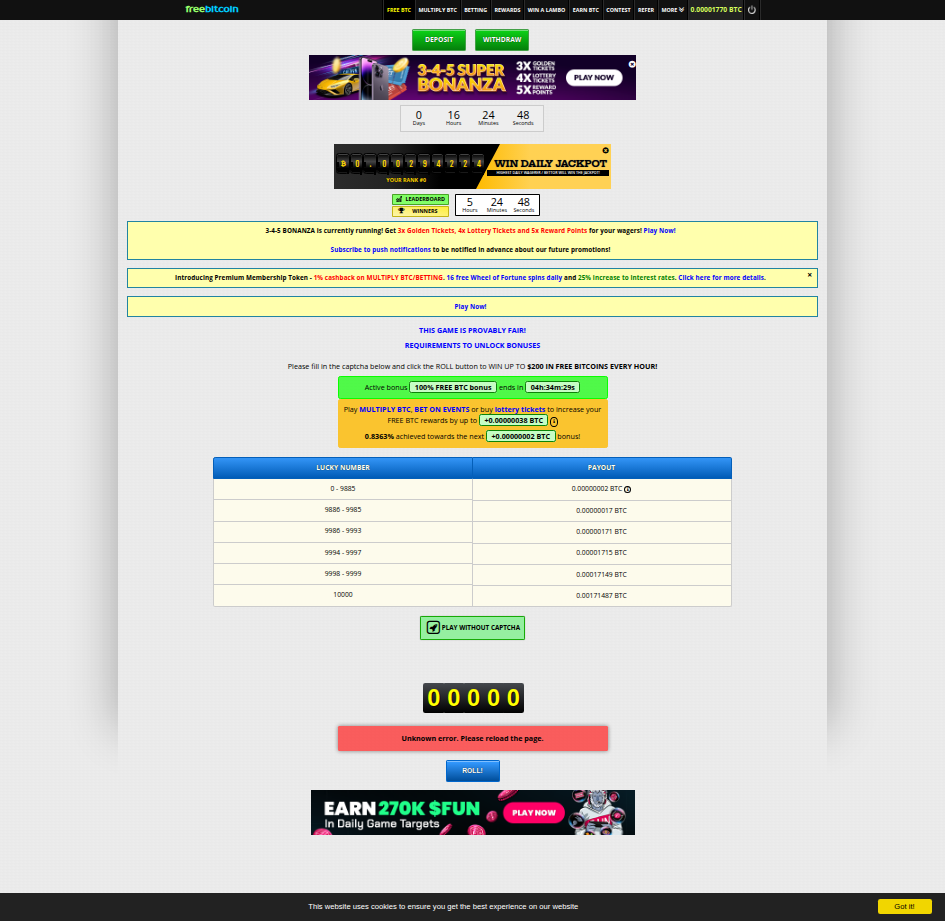 freebitcoin
FREE BTC MULTIPLY BTC BETTING REWARDS WIN A LAMBO EARN BTC CONTEST REFER MORE 0.00001770 BTC
DEPOSIT WITHDRAW
3-4-5 SUPER BONANZA
3X GOLDEN TICKETS
4X LOTTERY TICKETS
5X REWARD POINTS
PLAY NOW
0 16 24 48
Days Hours Minutes Seconds
0.00294224
YOUR RANK #0
WIN DAILY JACKPOT
HIGHEST DAILY WAGERER / BETTOR WILL WIN THE JACKPOT!
LEADERBOARD
WINNERS
5 24 48
Hours Minutes Seconds
3-4-5 BONANZA is currently running! Get 3x Golden Tickets, 4x Lottery Tickets and 5x Reward Points for your wagers! Play Now!
Subscribe to push notifications to be notified in advance about our future promotions!
Introducing Premium Membership Token - 1% cashback on MULTIPLY BTC/BETTING. 16 free Wheel of Fortune spins daily and 25% increase to interest rates. Click here for more details.
Play Now!
THIS GAME IS PROVABLY FAIR!
REQUIREMENTS TO UNLOCK BONUSES
Please fill in the captcha below and click the ROLL button to WIN UP TO $200 IN FREE BITCOINS EVERY HOUR!
Active bonus 100% FREE BTC bonus ends in 04h:34m:29s
Play MULTIPLY BTC, BET ON EVENTS or buy lottery tickets to increase your
FREE BTC rewards by up to +0.00000038 BTC
0.8363% achieved towards the next +0.00000002 BTC bonus!
LUCKY NUMBER PAYOUT
0 - 9885 0.00000002 BTC
9886 - 9985 0.00000017 BTC
9986 - 9993 0.00000171 BTC
9994 - 9997 0.00001715 BTC
9998 - 9999 0.00017149 BTC
10000 0.00171487 BTC
PLAY WITHOUT CAPTCHA
00000
Unknown error. Please reload the page.
ROLL!
EARN 270K $FUN
In Daily Game Targets
PLAY NOW
This website uses cookies to ensure you get the best experience on our website
Got it!